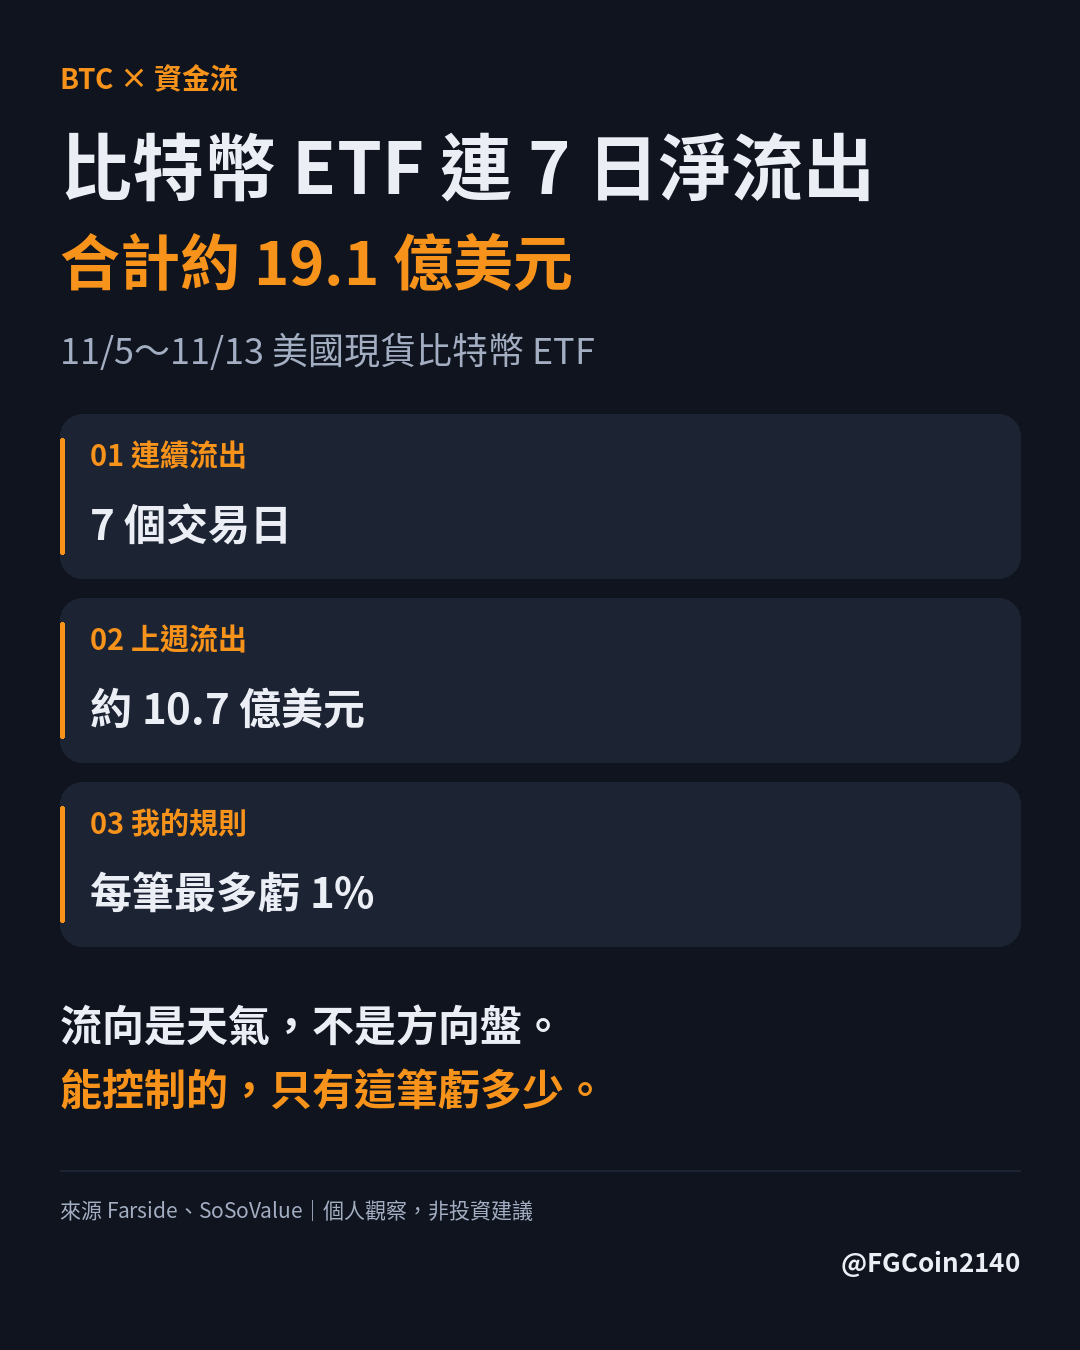 BTC × 資金流
比特幣 ETF 連 7 日淨流出
合計約 19.1 億美元
11/5～11/13 美國現貨比特幣 ETF
01 連續流出
7 個交易日
02 上週流出
約 10.7 億美元
03 我的規則
每筆最多虧 1%
流向是天氣，不是方向盤。
能控制的，只有這筆虧多少。
來源 Farside、SoSoValue｜個人觀察，非投資建議
@FGCoin2140